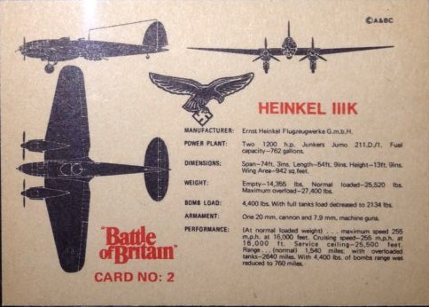 ©A&BC
HEINKEL IIIK
MANUFACTURER: Ernst Heinkel Flugzeugwerke G.m.b.H.
POWER PLANT: Two 1200 h.p. Junkers Jumo 211.D./1. Fuel
capacity—762 gallons.
DIMENSIONS: Span—74ft. 3ins. Length—54ft. 9ins. Height—13ft. 9ins.
Wing Area—942 sq. feet.
WEIGHT: Empty—14,355 lbs. Normal loaded—25,520 lbs.
Maximum overload—27,400 lbs.
BOMB LOAD: 4,400 lbs. With full tanks load decreased to 2134 lbs.
ARMAMENT: One 20 mm. cannon and 7.9 mm. machine guns.
PERFORMANCE: (At normal loaded weight) . . . maximum speed 255
m.p.h. at 16,000 feet. Cruising speed—255 m.p.h. at
16,000 ft. Service ceiling—25,500 feet.
Range . . . (normal) 1,540 miles; with overloaded
tanks—2640 miles. With 4,400 lbs. of bombs range was
reduced to 760 miles.
"Battle
of Britain"
CARD NO: 2